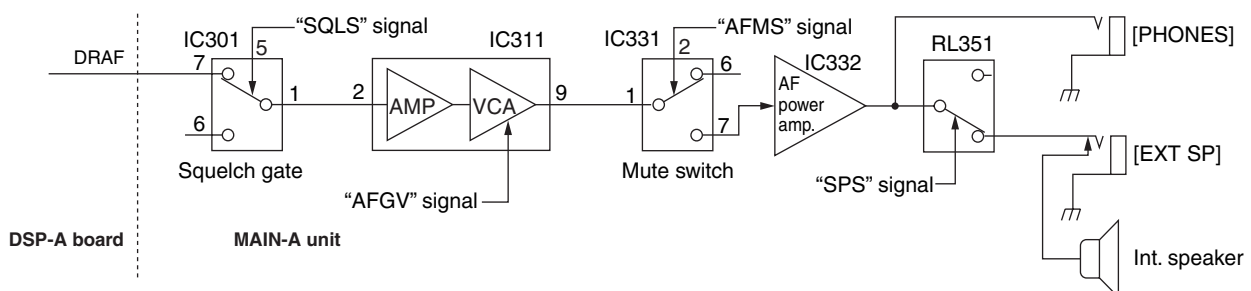 “SQLS” signal
“AFMS” signal
IC301
IC311
IC331
[PHONES]
DRAF
5
2
RL351
7
6
IC332
1
2
AMP
VCA
9
1
AF
power
amp.
6
7
[EXT SP]
Squelch gate
Mute switch
“SPS” signal
“AFGV” signal
DSP-A board
MAIN-A unit
Int. speaker